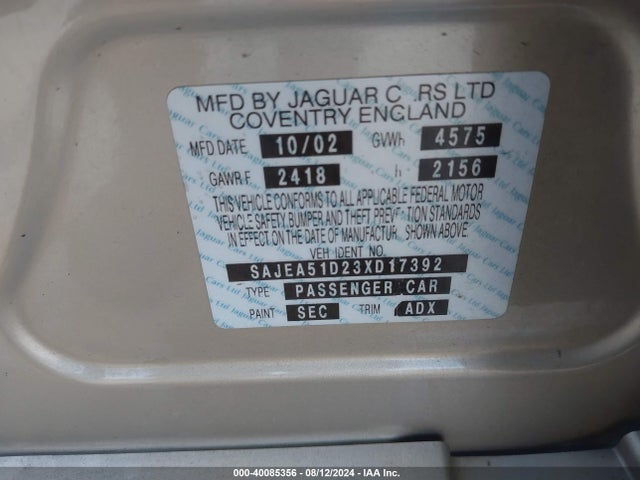 MFD BY JAGUAR C RS LTD
COVENTRY ENGLAND
MFD DATE 10/02 GVWR 4575
GAWR F 2418 R 2156
THIS VEHICLE CONFORMS TO ALL APPLICABLE FEDERAL MOTOR
VEHICLE SAFETY, BUMPER AND THEFT PREV TION STANDARDS
IN EFFECT ON THE DATE OF MANUFACTUR SHOWN ABOVE
VEH IDENT NO.
SAJEA51D23XD17392
TYPE PASSENGER CAR
PAINT SEC TRIM ADX
000-40085356 - 08/12/2024 - IAA Inc.